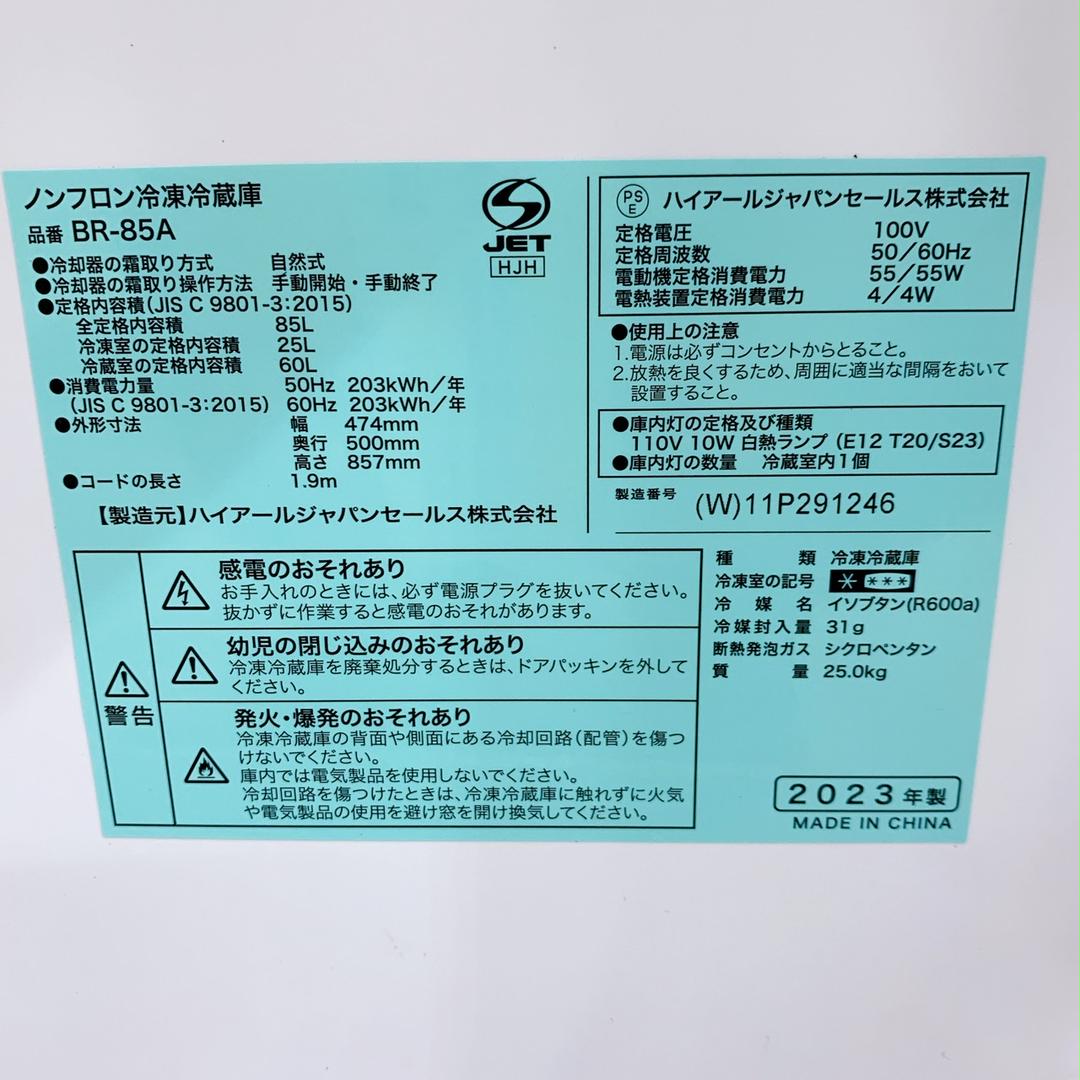 ノンフロン冷凍冷蔵庫
品番 BR-85A
●冷却器の霜取り方式 自然式
●冷却器の霜取り操作方法 手動開始・手動終了
●定格内容積(JIS C 9801-3:2015)
全定格内容積 85L
冷凍室の定格内容積 25L
冷蔵室の定格内容積 60L
●消費電力量 50Hz 203kWh/年
(JIS C 9801-3:2015) 60Hz 203kWh/年
●外形寸法 幅 474mm
奥行 500mm
高さ 857mm
●コードの長さ 1.9m
【製造元】ハイアールジャパンセールス株式会社
JET
HJH
PS
E
ハイアールジャパンセールス株式会社
定格電圧 100V
定格周波数 50/60Hz
電動機定格消費電力 55/55W
電熱装置定格消費電力 4/4W
●使用上の注意
1.電源は必ずコンセントからとること。
2.放熱を良くするため、周囲に適当な間隔をおいて
設置すること。
●庫内灯の定格及び種類
110V 10W 白熱ランプ (E12 T20/S23)
●庫内灯の数量 冷蔵室内1個
製造番号 (W)11P291246
警告
感電のおそれあり
お手入れのときには、必ず電源プラグを抜いてください。
抜かずに作業すると感電のおそれがあります。
幼児の閉じ込みのおそれあり
冷凍冷蔵庫を廃棄処分するときは、ドアパッキンを外して
ください。
発火・爆発のおそれあり
冷凍冷蔵庫の背面や側面にある冷却回路(配管)を傷つ
けないでください。
庫内では電気製品を使用しないでください。
冷却回路を傷つけたときは、冷凍冷蔵庫に触れずに火気
や電気製品の使用を避け窓を開け換気してください。
種類 冷凍冷蔵庫
冷凍室の記号 * ***
冷媒名 イソブタン(R600a)
冷媒封入量 31g
断熱発泡ガス シクロペンタン
質量 25.0kg
2023年製
MADE IN CHINA